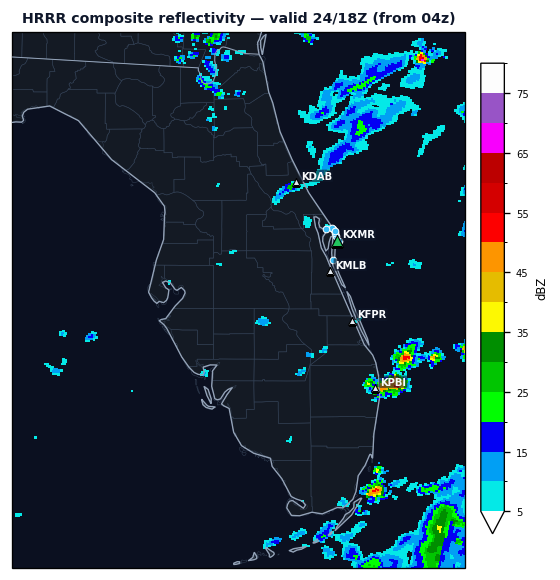 HRRR composite reflectivity — valid 24/18Z (from 04z)
KDAB
KXMR
KMLB
KFPR
KPBI
75
65
55
45
35
25
15
5
dBZ